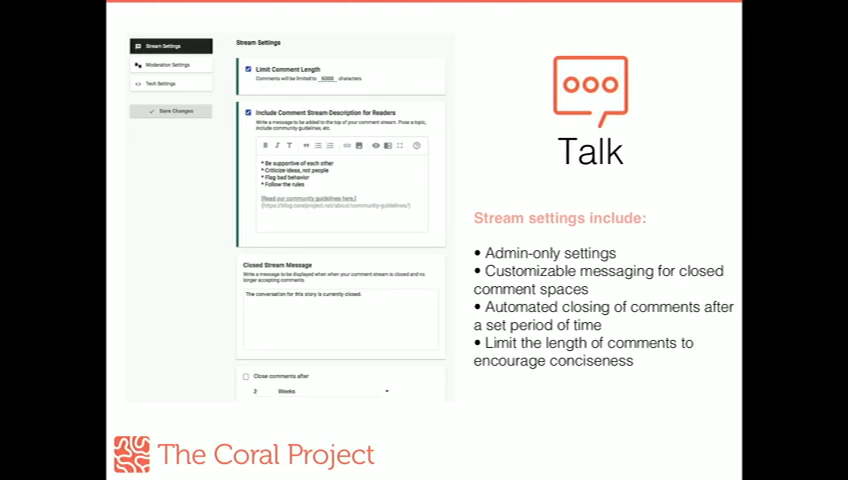 Stream Settings
Moderation Settings
Tech Settings
Save Changes
Stream Settings
Limit Comment Length
Comments will be limited to 5000 characters
Include Comment Stream Description for Readers
Write a message to be added to the top of your comment stream. Pose a topic,
include community guidelines, etc.
* Be supportive of each other
* Criticize ideas, not people
* Flag bad behavior
* Follow the rules
[Read our community guidelines here.]
(https://blog.coralproject.net/about/community-guidelines/)
Closed Stream Message
Write a message to be displayed when when your comment stream is closed and no
longer accepting comments.
The conversation for this story is currently closed.
Close comments after
2 Weeks
Talk
Stream settings include:
• Admin-only settings
• Customizable messaging for closed
comment spaces
• Automated closing of comments after
a set period of time
• Limit the length of comments to
encourage conciseness
The Coral Project